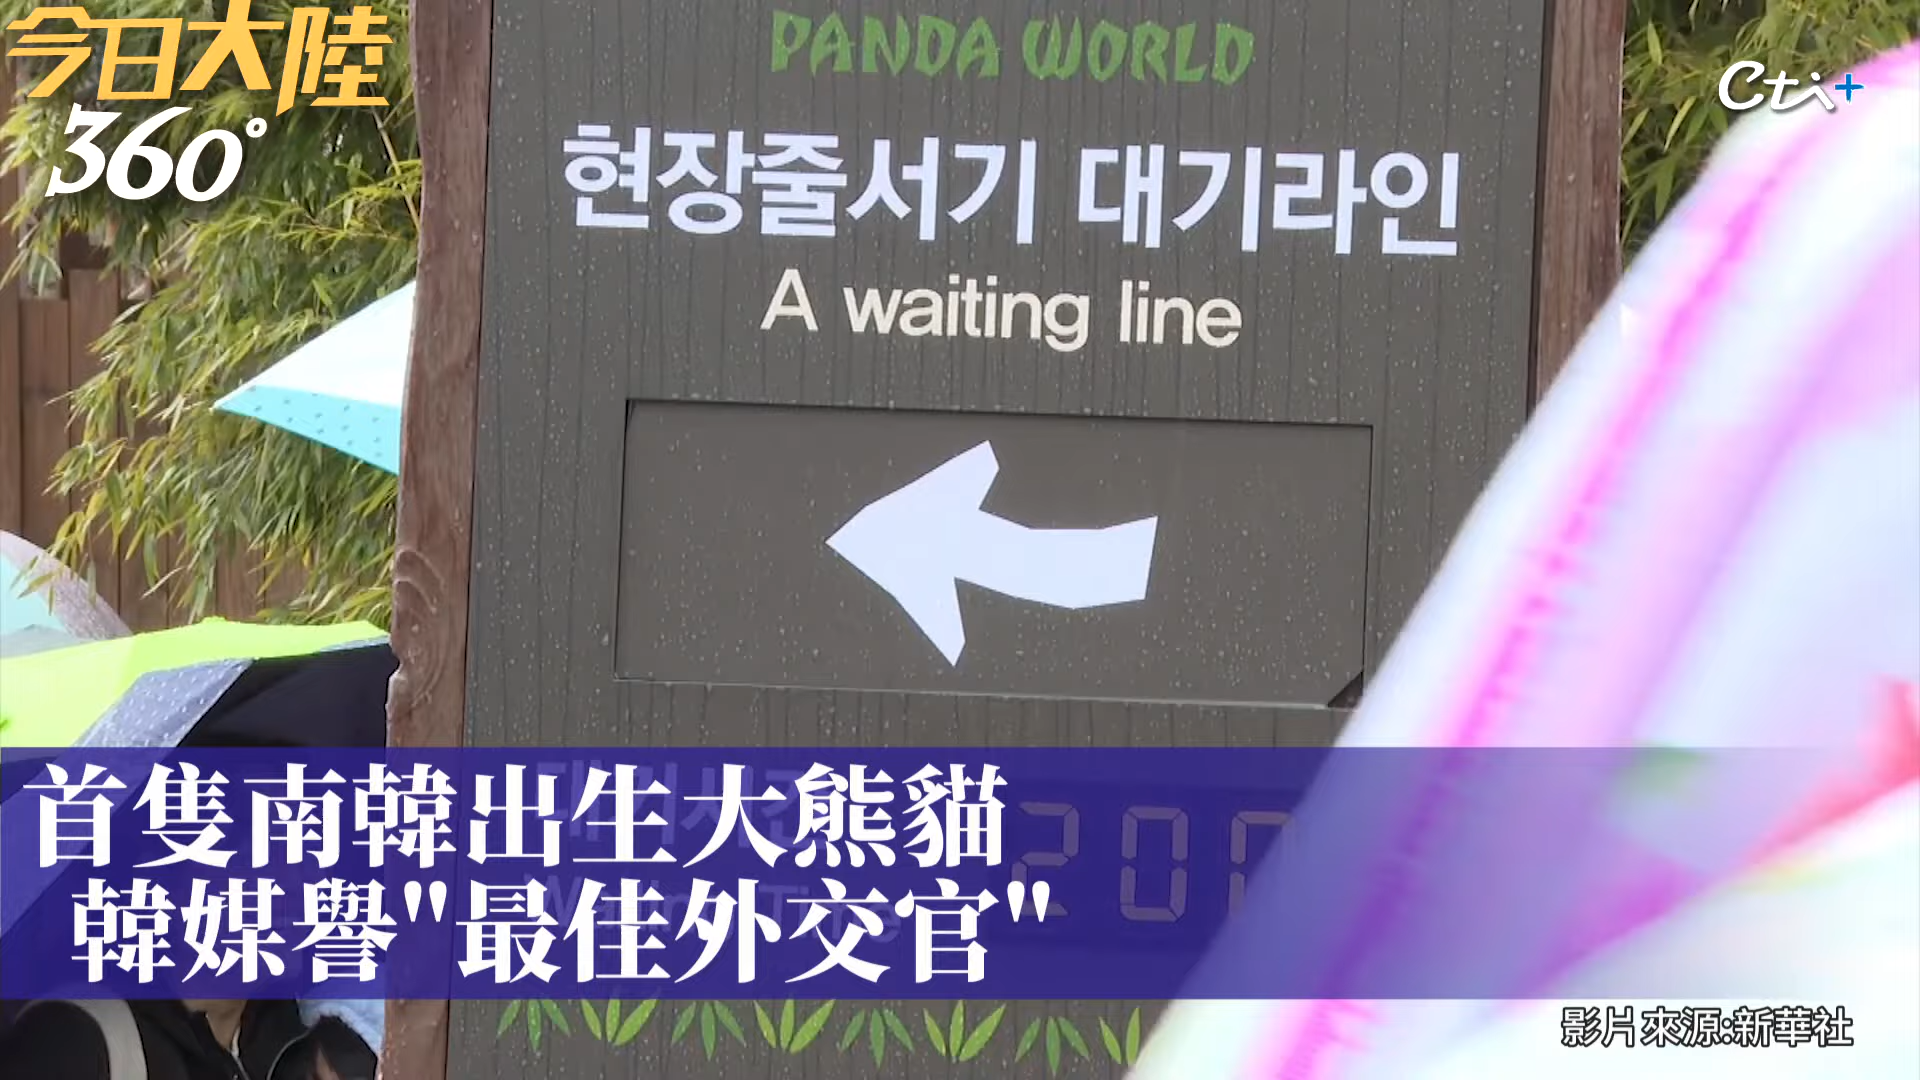 今日大陸
360°
Cti+
PANDA WORLD
현장줄서기 대기라인
A waiting line
首隻南韓出生大熊貓
韓媒譽"最佳外交官"
影片來源:新華社